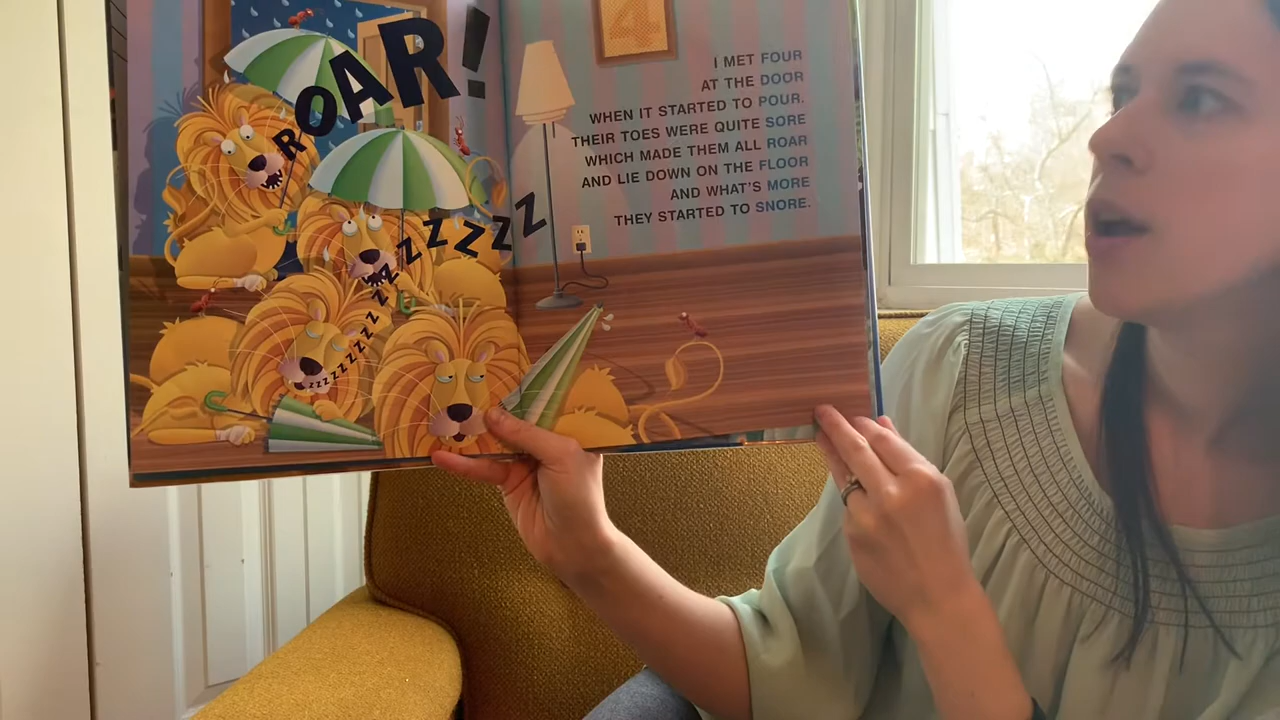 ROAR!
zzzzzzzzZZZZZZZ
4
I MET FOUR
AT THE DOOR
WHEN IT STARTED TO POUR.
THEIR TOES WERE QUITE SORE
WHICH MADE THEM ALL ROAR
AND LIE DOWN ON THE FLOOR
AND WHAT'S MORE
THEY STARTED TO SNORE.